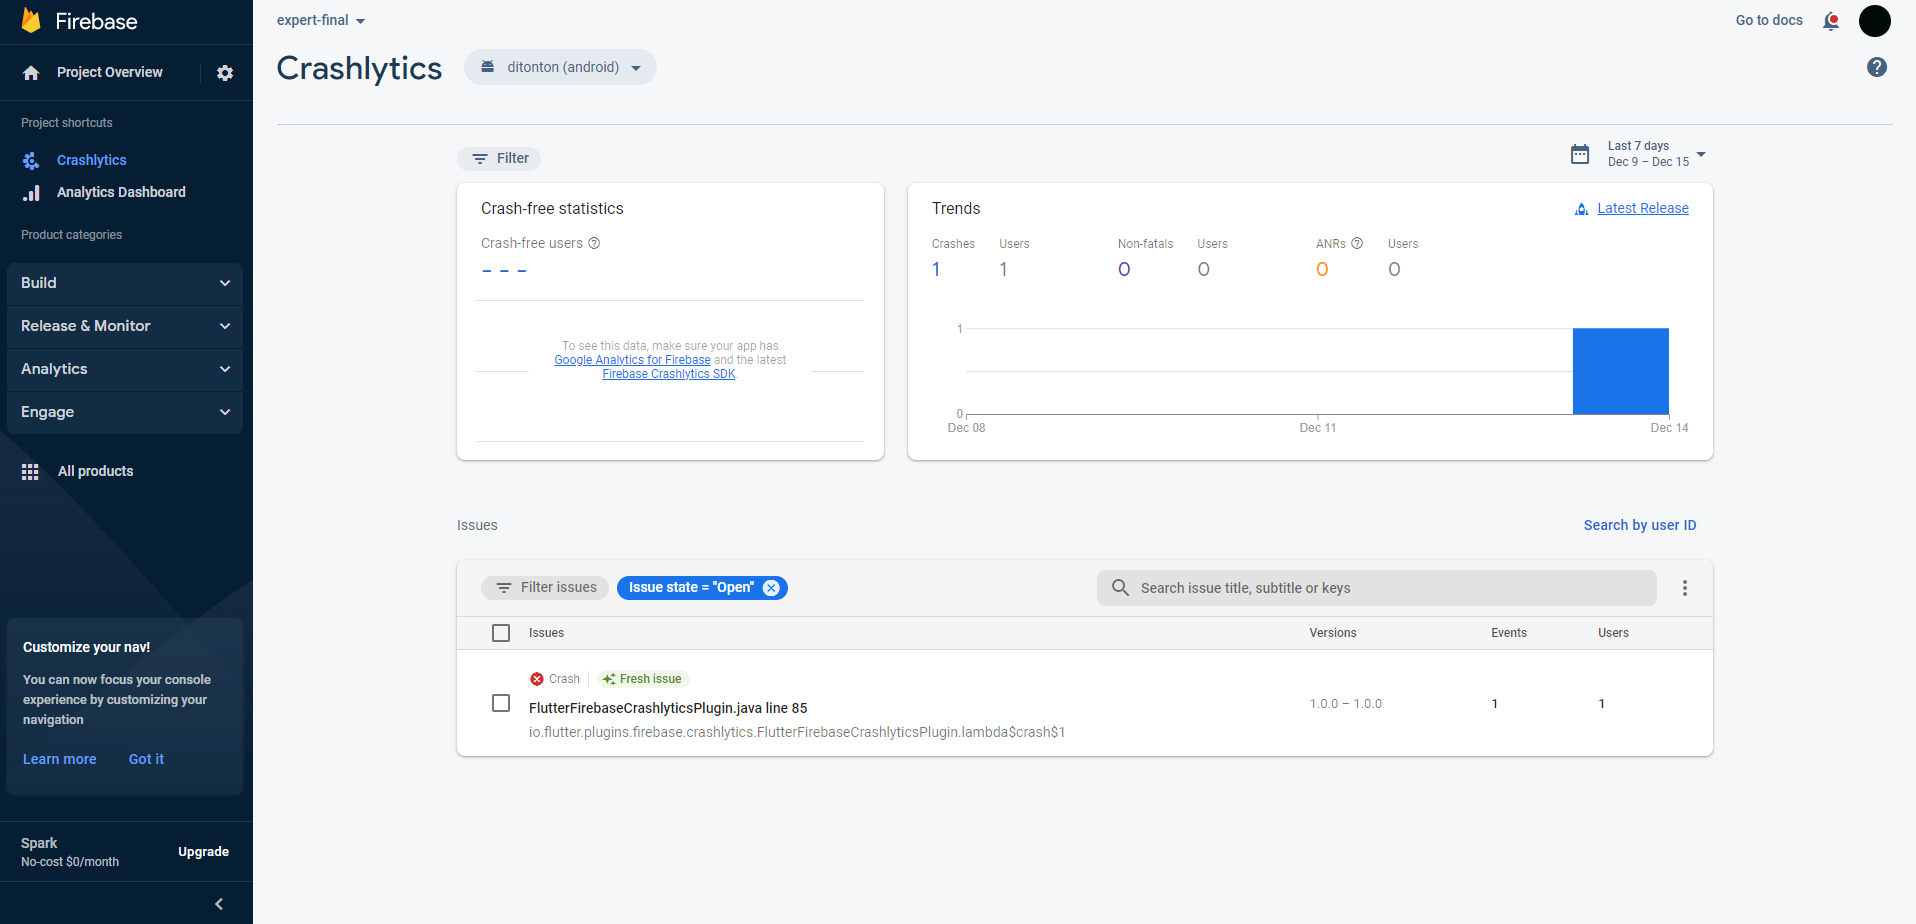 Firebase
Project Overview
Project shortcuts
Crashlytics
Analytics Dashboard
Product categories
Build
Release & Monitor
Analytics
Engage
All products
Customize your nav!
You can now focus your console
experience by customizing your
navigation
Learn more Got it
Spark
No-cost $0/month
Upgrade
expert-final
Go to docs
Crashlytics
ditonton (android)
Filter
Last 7 days
Dec 9 – Dec 15
Crash-free statistics
Crash-free users
- - -
To see this data, make sure your app has
Google Analytics for Firebase and the latest
Firebase Crashlytics SDK.
Trends
Latest Release
Crashes Users Non-fatals Users ANRs Users
1 1 0 0 0 0
1
0
Dec 08 Dec 11 Dec 14
Issues
Search by user ID
Filter issues
Issue state = "Open"
Search issue title, subtitle or keys
Issues Versions Events Users
Crash Fresh issue
FlutterFirebaseCrashlyticsPlugin.java line 85
io.flutter.plugins.firebase.crashlytics.FlutterFirebaseCrashlyticsPlugin.lambda$crash$1
1.0.0 – 1.0.0 1 1